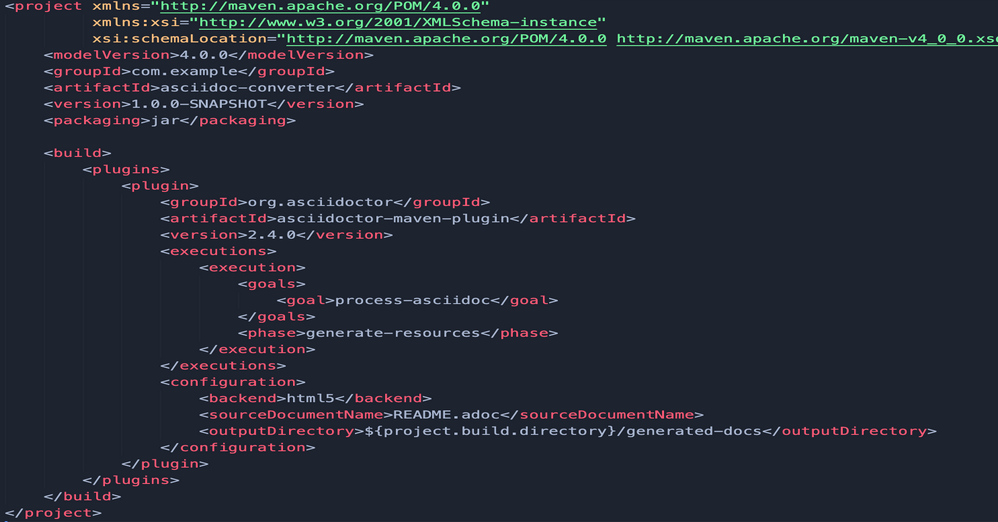 <project xmlns="http://maven.apache.org/POM/4.0.0"
         xmlns:xsi="http://www.w3.org/2001/XMLSchema-instance"
         xsi:schemaLocation="http://maven.apache.org/POM/4.0.0 http://maven.apache.org/maven-v4_0_0.xsd
    <modelVersion>4.0.0</modelVersion>
    <groupId>com.example</groupId>
    <artifactId>asciidoc-converter</artifactId>
    <version>1.0.0-SNAPSHOT</version>
    <packaging>jar</packaging>

    <build>
        <plugins>
            <plugin>
                <groupId>org.asciidoctor</groupId>
                <artifactId>asciidoctor-maven-plugin</artifactId>
                <version>2.4.0</version>
                <executions>
                    <execution>
                        <goals>
                            <goal>process-asciidoc</goal>
                        </goals>
                        <phase>generate-resources</phase>
                    </execution>
                </executions>
                <configuration>
                    <backend>html5</backend>
                    <sourceDocumentName>README.adoc</sourceDocumentName>
                    <outputDirectory>${project.build.directory}/generated-docs</outputDirectory>
                </configuration>
            </plugin>
        </plugins>
    </build>
</project>